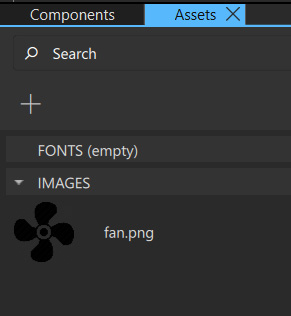 Components Assets
Search
FONTS (empty)
IMAGES
fan.png